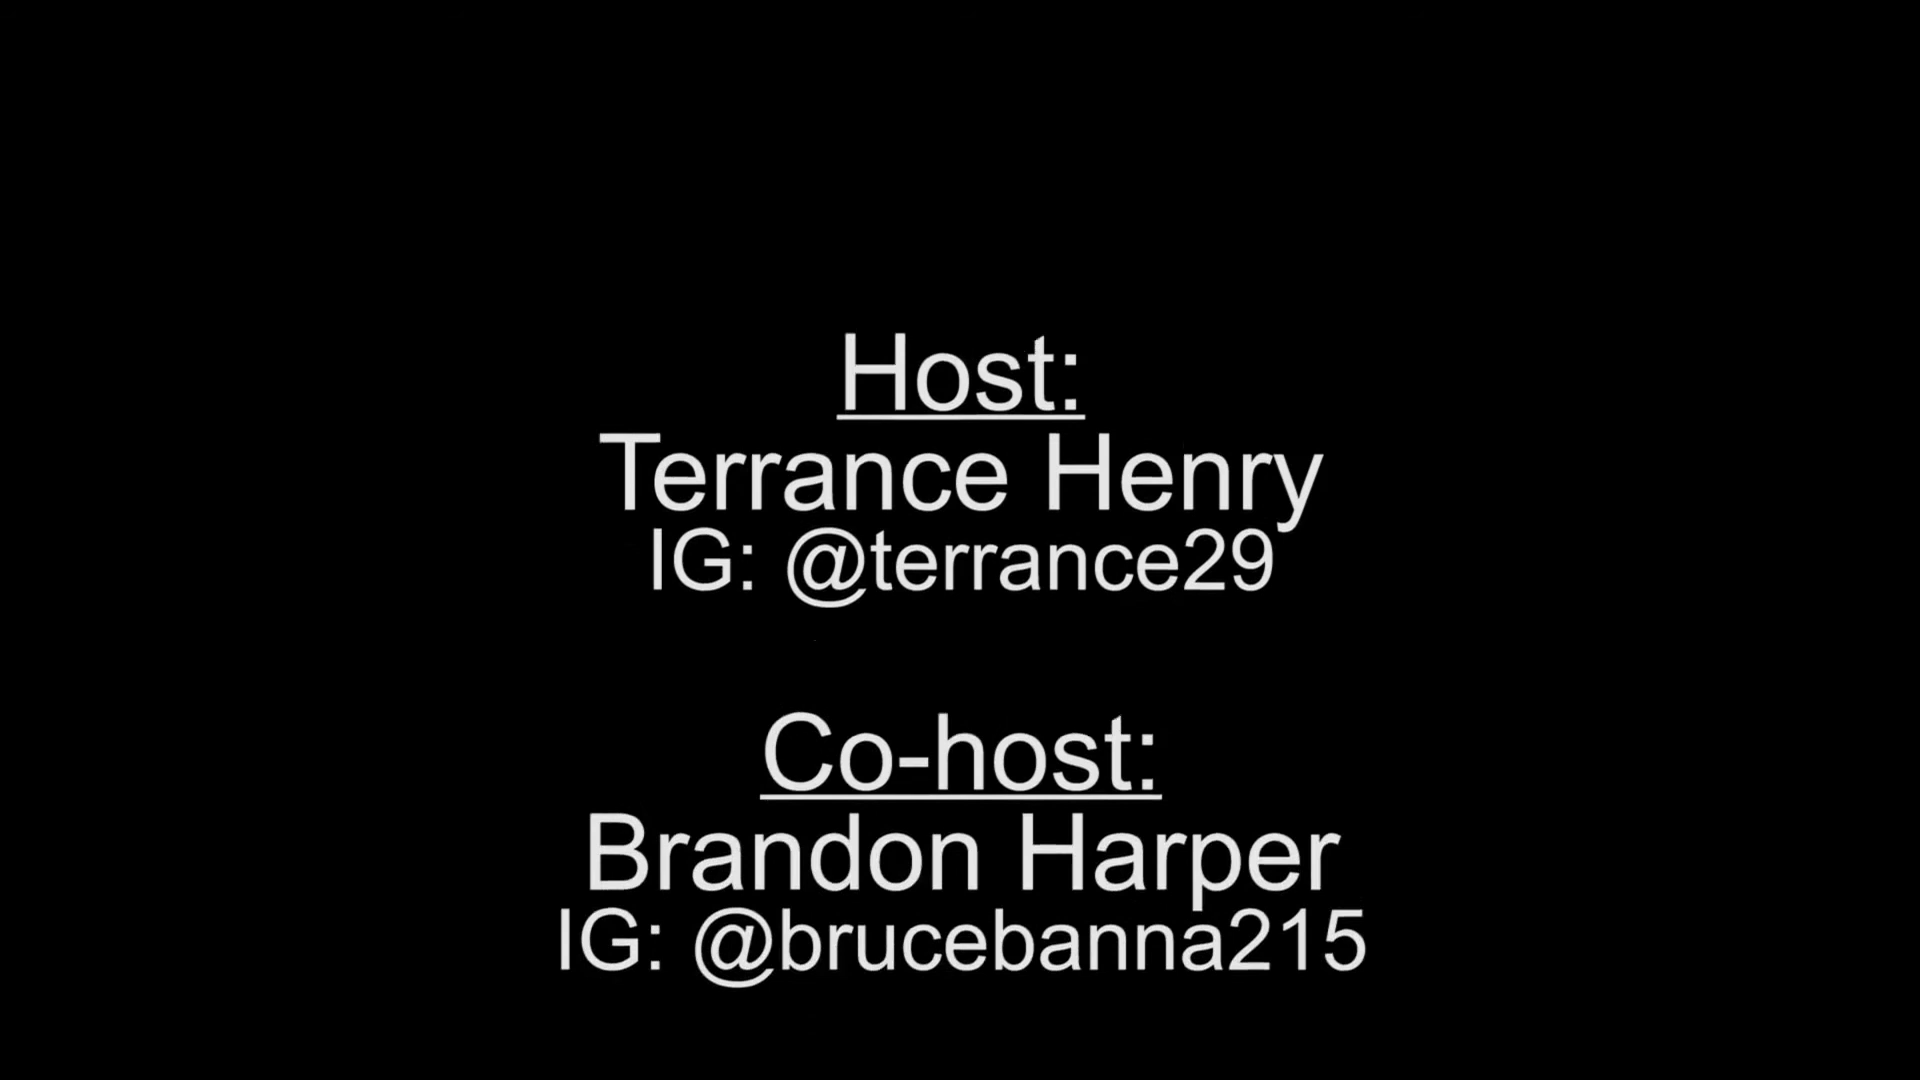 Host:
Terrance Henry
IG: @terrance29
Co-host:
Brandon Harper
IG: @brucebanna215